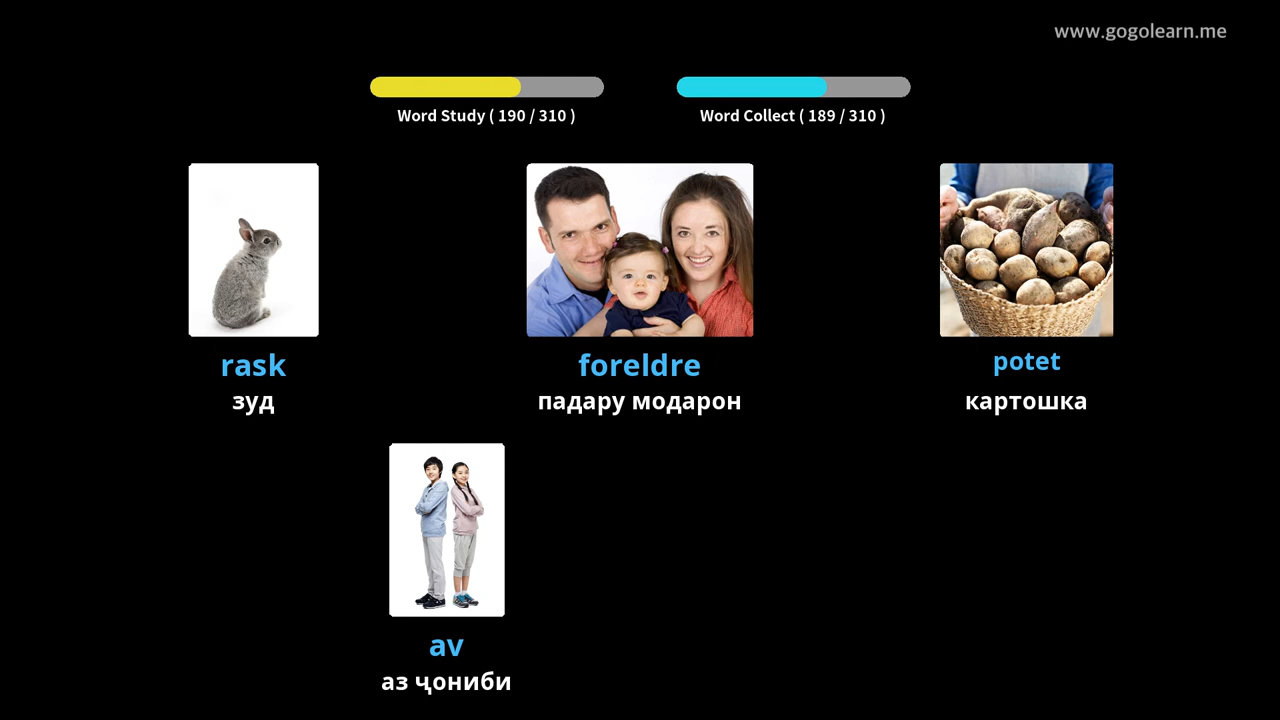 www.gogolearn.me
Word Study ( 190 / 310 )
Word Collect ( 189 / 310 )
rask
foreldre
potet
зуд
падару модарон
картошка
av
аз ҷониби